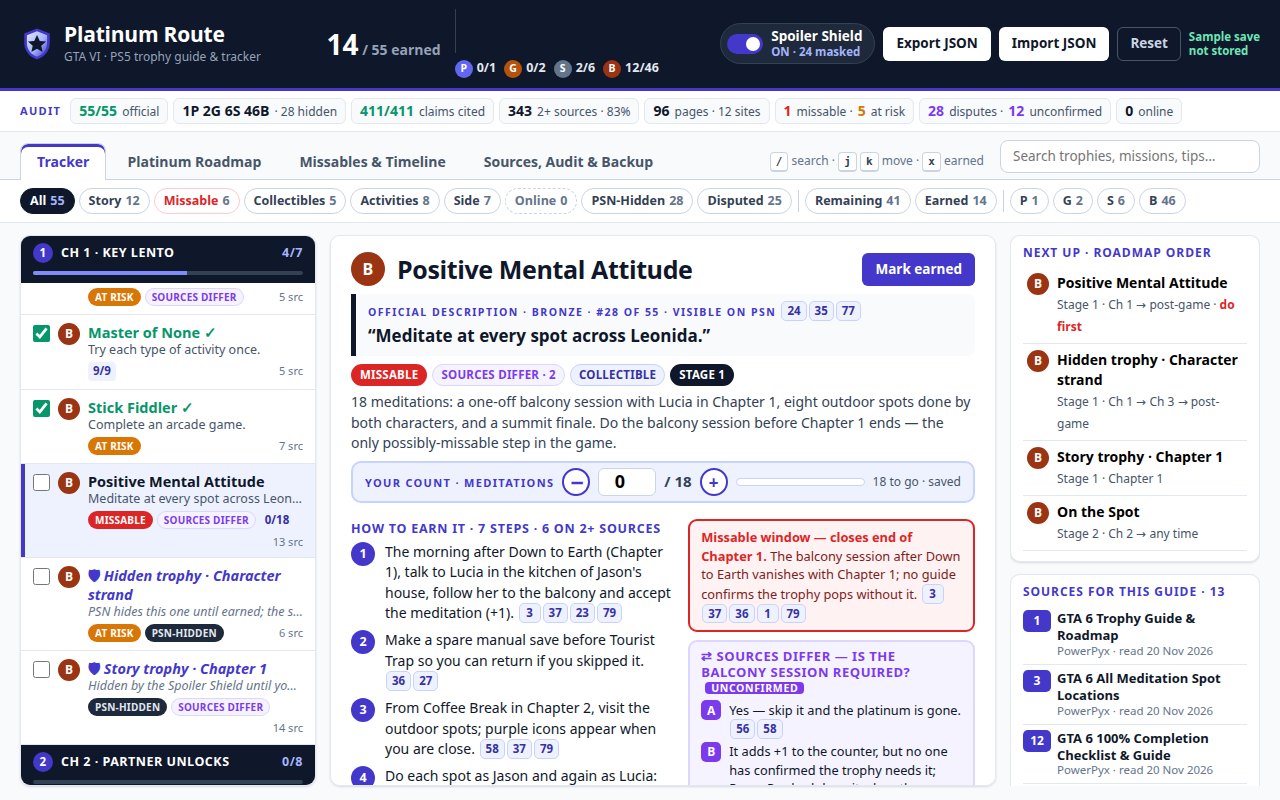 Platinum Route
GTA VI · PS5 trophy guide & tracker
14 / 55 earned
P 0/1 G 0/2 S 2/6 B 12/46
Spoiler Shield
ON · 24 masked
Export JSON
Import JSON
Reset
Sample save
not stored
AUDIT
55/55 official
1P 2G 6S 46B · 28 hidden
411/411 claims cited
343 2+ sources · 83%
96 pages · 12 sites
1 missable · 5 at risk
28 disputes · 12 unconfirmed
0 online
Tracker
Platinum Roadmap
Missables & Timeline
Sources, Audit & Backup
/ search · j k move · x earned
Search trophies, missions, tips...
All 55
Story 12
Missable 6
Collectibles 5
Activities 8
Side 7
Online 0
PSN-Hidden 28
Disputed 25
Remaining 41
Earned 14
P 1
G 2
S 6
B 46
1 CH 1 · KEY LENTO 4/7
AT RISK SOURCES DIFFER 5 src
B Master of None ✓
Try each type of activity once.
9/9 5 src
B Stick Fiddler ✓
Complete an arcade game.
AT RISK 7 src
B Positive Mental Attitude
Meditate at every spot across Leon...
MISSABLE SOURCES DIFFER 0/18
13 src
B Hidden trophy · Character
strand
PSN hides this one until earned; the s...
AT RISK PSN-HIDDEN 6 src
B Story trophy · Chapter 1
Hidden by the Spoiler Shield until yo...
PSN-HIDDEN SOURCES DIFFER
14 src
2 CH 2 · PARTNER UNLOCKS 0/8
B Positive Mental Attitude
Mark earned
OFFICIAL DESCRIPTION · BRONZE · #28 OF 55 · VISIBLE ON PSN 24 35 77
“Meditate at every spot across Leonida.”
MISSABLE SOURCES DIFFER · 2 COLLECTIBLE STAGE 1
18 meditations: a one-off balcony session with Lucia in Chapter 1, eight outdoor spots done by
both characters, and a summit finale. Do the balcony session before Chapter 1 ends — the
only possibly-missable step in the game.
YOUR COUNT · MEDITATIONS − 0 / 18 + 18 to go · saved
HOW TO EARN IT · 7 STEPS · 6 ON 2+ SOURCES
1 The morning after Down to Earth (Chapter
1), talk to Lucia in the kitchen of Jason's
house, follow her to the balcony and accept
the meditation (+1). 3 37 23 79
2 Make a spare manual save before Tourist
Trap so you can return if you skipped it.
36 27
3 From Coffee Break in Chapter 2, visit the
outdoor spots; purple icons appear when
you are close. 58 37 79
4 Do each spot as Jason and again as Lucia:
Missable window — closes end of
Chapter 1. The balcony session after Down
to Earth vanishes with Chapter 1; no guide
confirms the trophy pops without it. 3
37 36 1 79
⇄ SOURCES DIFFER — IS THE
BALCONY SESSION REQUIRED?
UNCONFIRMED
A Yes — skip it and the platinum is gone.
56 58
B It adds +1 to the counter, but no one
has confirmed the trophy needs it;
NEXT UP · ROADMAP ORDER
B Positive Mental Attitude
Stage 1 · Ch 1 → post-game · do
first
B Hidden trophy · Character
strand
Stage 1 · Ch 1 → Ch 3 → post-
game
B Story trophy · Chapter 1
Stage 1 · Chapter 1
B On the Spot
Stage 2 · Ch 2 → any time
SOURCES FOR THIS GUIDE · 13
1 GTA 6 Trophy Guide &
Roadmap
PowerPyx · read 20 Nov 2026
3 GTA 6 All Meditation Spot
Locations
PowerPyx · read 20 Nov 2026
12 GTA 6 100% Completion
Checklist & Guide
PowerPyx · read 20 Nov 2026